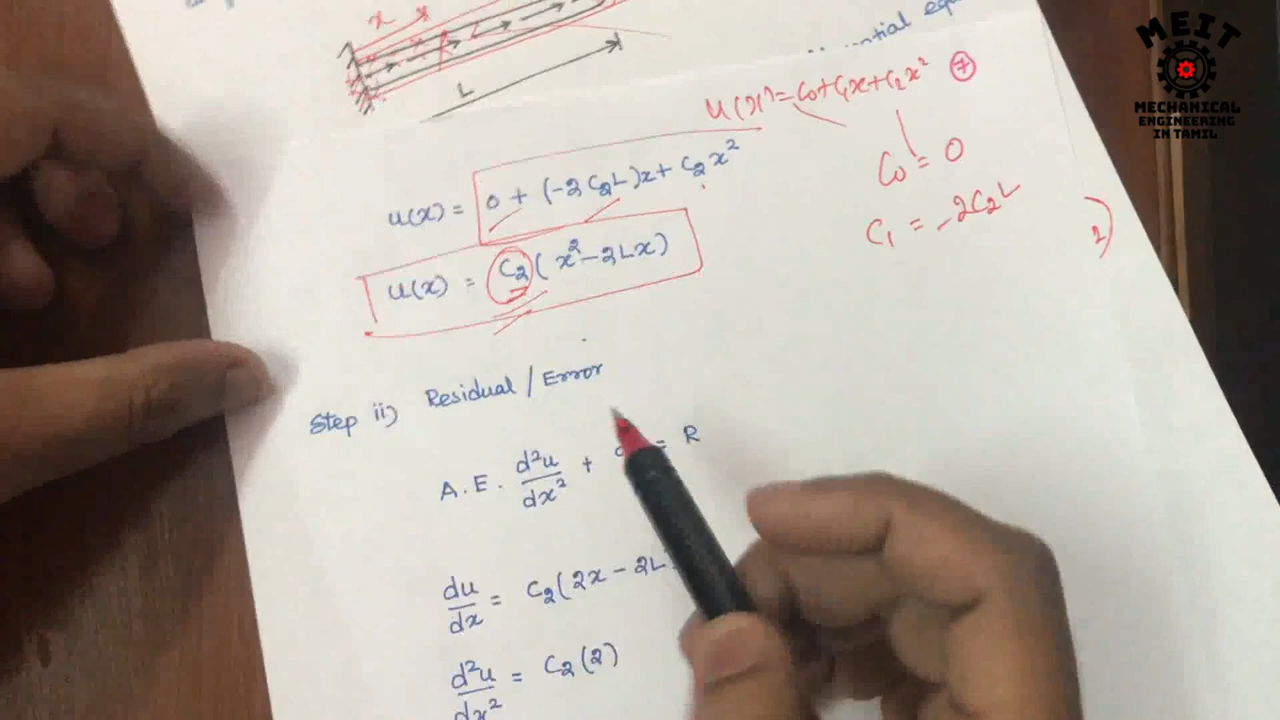 MEIT
MECHANICAL
ENGINEERING
IN TAMIL
x
L
u(x) = C0+C1x+C2x² 7
C0 = 0
C1 = -2C2L
u(x) = 0 + (-2C2L)x + C2x²
u(x) = C2(x²-2Lx)
Step ii) Residual / Error
A.E. d²u/dx² + = R
du/dx = C2(2x - 2L
d²u/dx² = C2(2)